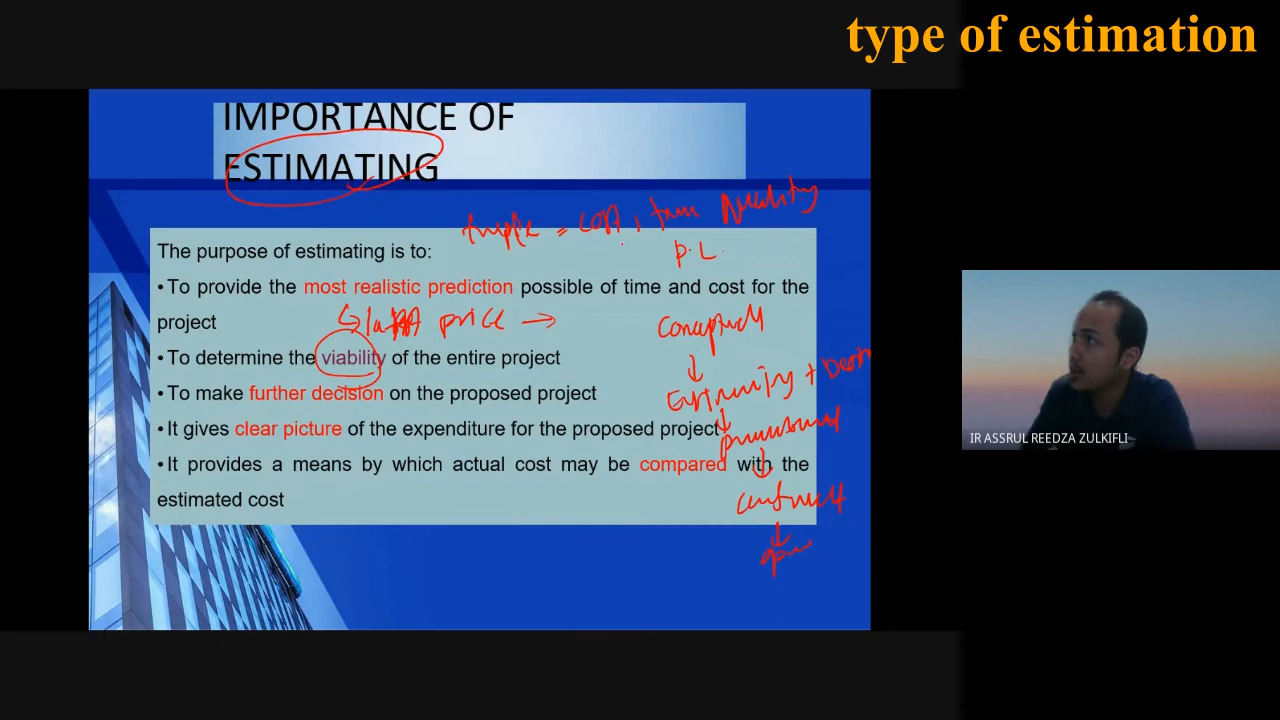 type of estimation
IMPORTANCE OF
ESTIMATING
quality
The purpose of estimating is to:
P.L.
•To provide the most realistic prediction possible of time and cost for the
project
price →
•To determine the viability of the entire project
•To make further decision on the proposed project
•It gives clear picture of the expenditure for the proposed project
•It provides a means by which actual cost may be compared with the
estimated cost
IR ASSRUL REEDZA ZULKIFLI